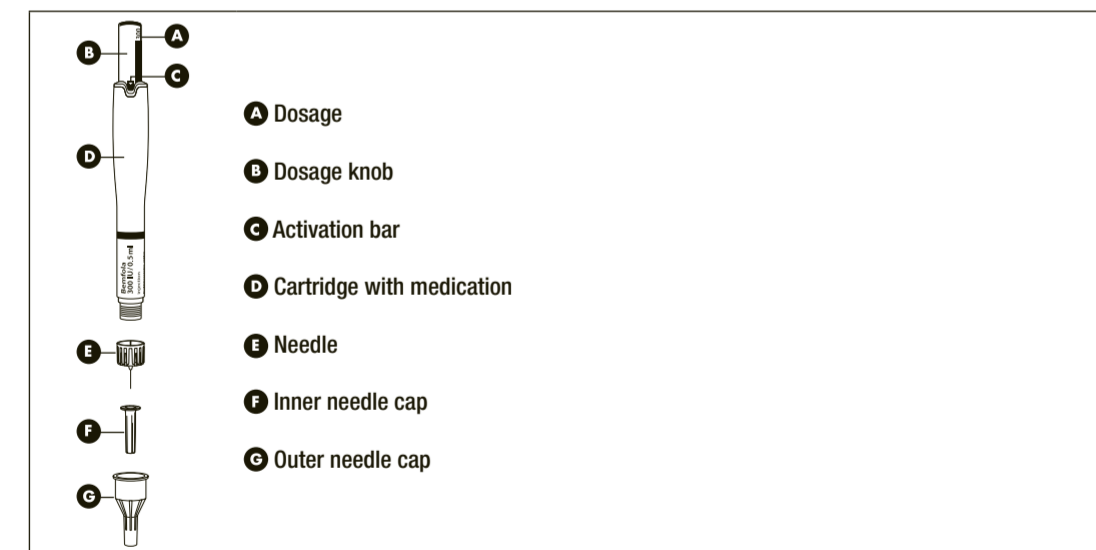 A
300
B
C
D
Bemfola
300 IU/0.5ml
E
F
G
A Dosage
B Dosage knob
C Activation bar
D Cartridge with medication
E Needle
F Inner needle cap
G Outer needle cap